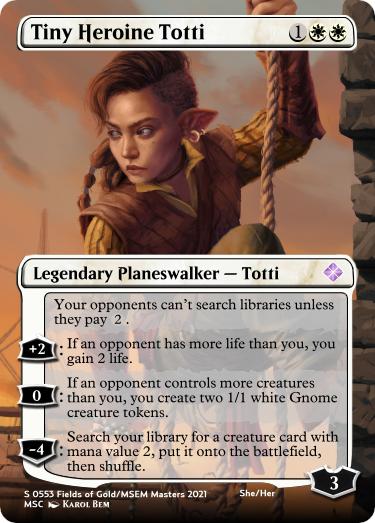 Tiny Heroine Totti 1
Legendary Planeswalker — Totti
Your opponents can't search libraries unless
they pay 2 .
+2 : If an opponent has more life than you, you
gain 2 life.
0 : If an opponent controls more creatures
than you, you create two 1/1 white Gnome
creature tokens.
-4 : Search your library for a creature card with
mana value 2, put it onto the battlefield,
then shuffle.
3
S 0553 Fields of Gold/MSEM Masters 2021 She/Her
MSC Karol Bem